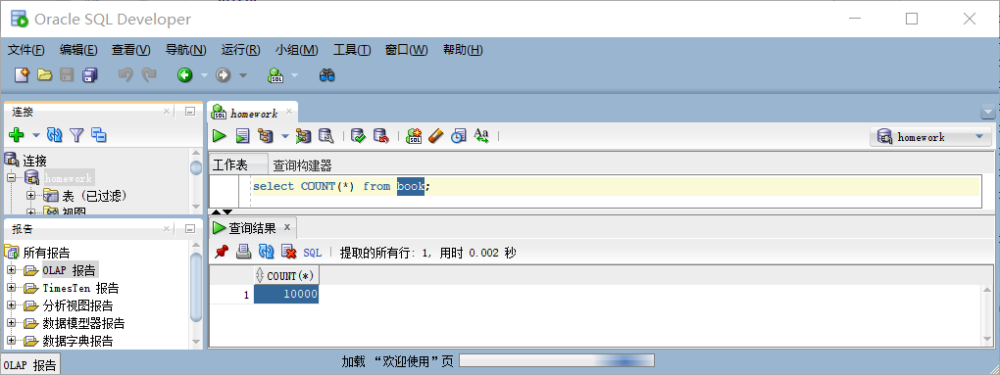 Oracle SQL Developer
文件(F) 编辑(E) 查看(V) 导航(N) 运行(R) 小组(M) 工具(T) 窗口(W) 帮助(H)
SQL
连接
SQL homework
SQL Aa
homework
连接
homework
表 (已过滤)
视图
工作表 查询构建器
select COUNT(*) from book;
报告
所有报告
OLAP 报告
TimesTen 报告
分析视图报告
数据模型器报告
数据字典报告
查询结果 x
SQL | 提取的所有行: 1, 用时 0.002 秒
COUNT(*)
1 10000
OLAP 报告
加载 “欢迎使用”页